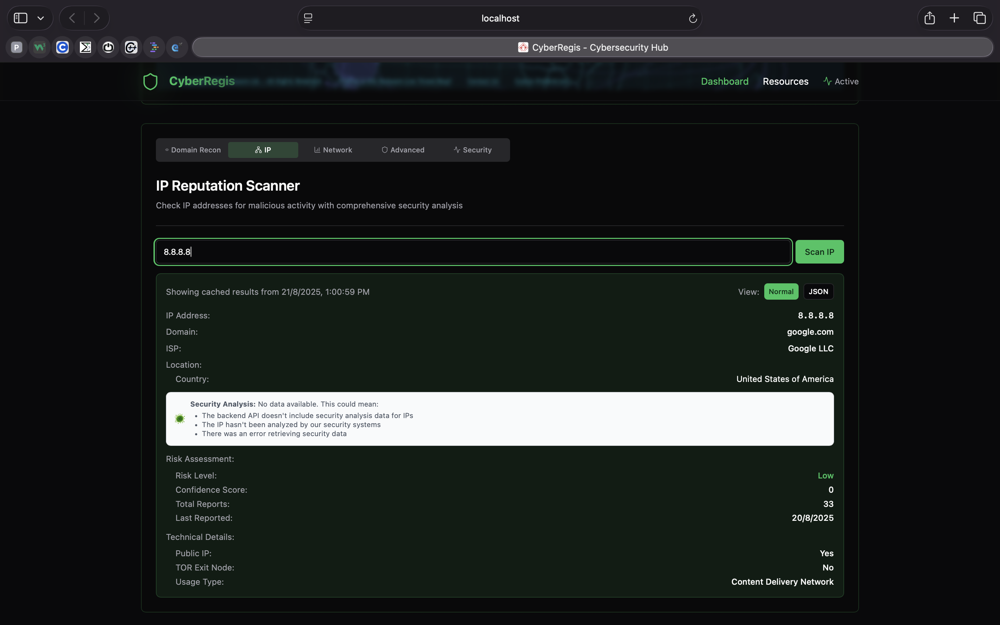 localhost
P
W3
C
C++
e
CyberRegis - Cybersecurity Hub
CyberRegis
Dashboard
Resources
Active
Domain Recon
IP
Network
Advanced
Security
IP Reputation Scanner
Check IP addresses for malicious activity with comprehensive security analysis
8.8.8.8
Scan IP
Showing cached results from 21/8/2025, 1:00:59 PM
View:
Normal
JSON
IP Address: 8.8.8.8
Domain: google.com
ISP: Google LLC
Location:
Country: United States of America
Security Analysis: No data available. This could mean:
• The backend API doesn't include security analysis data for IPs
• The IP hasn't been analyzed by our security systems
• There was an error retrieving security data
Risk Assessment:
Risk Level: Low
Confidence Score: 0
Total Reports: 33
Last Reported: 20/8/2025
Technical Details:
Public IP: Yes
TOR Exit Node: No
Usage Type: Content Delivery Network